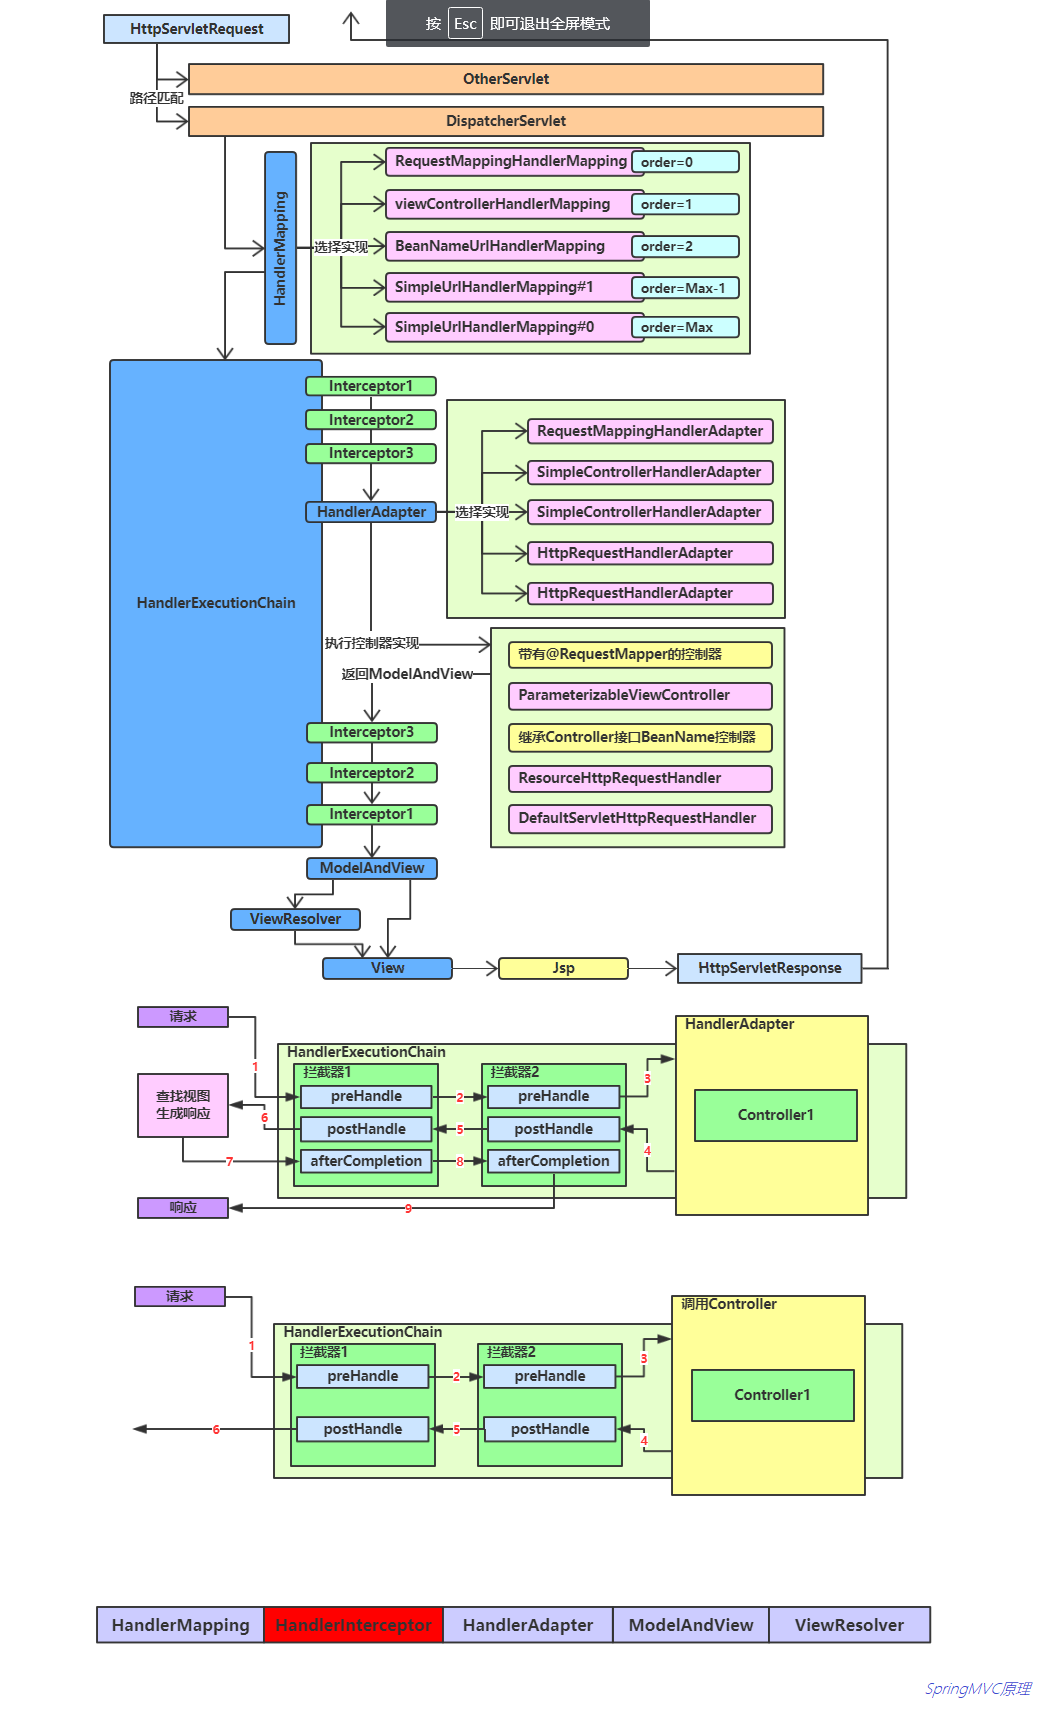 按 Esc 即可退出全屏模式
HttpServletRequest
OtherServlet
路径匹配
DispatcherServlet
HandlerMapping
选择实现
RequestMappingHandlerMapping order=0
viewControllerHandlerMapping order=1
BeanNameUrlHandlerMapping order=2
SimpleUrlHandlerMapping#1 order=Max-1
SimpleUrlHandlerMapping#0 order=Max
HandlerExecutionChain
Interceptor1
Interceptor2
Interceptor3
HandlerAdapter
选择实现
RequestMappingHandlerAdapter
SimpleControllerHandlerAdapter
SimpleControllerHandlerAdapter
HttpRequestHandlerAdapter
HttpRequestHandlerAdapter
执行控制器实现
返回ModelAndView
带有@RequestMapper的控制器
ParameterizableViewController
继承Controller接口BeanName控制器
ResourceHttpRequestHandler
DefaultServletHttpRequestHandler
Interceptor3
Interceptor2
Interceptor1
ModelAndView
ViewResolver
View
Jsp
HttpServletResponse
请求
1
HandlerExecutionChain
HandlerAdapter
拦截器1
拦截器2
preHandle
2
preHandle
3
Controller1
查找视图
生成响应
6
postHandle
5
postHandle
4
7
afterCompletion
8
afterCompletion
响应
9
请求
1
HandlerExecutionChain
调用Controller
拦截器1
拦截器2
preHandle
2
preHandle
3
Controller1
6
postHandle
5
postHandle
4
HandlerMapping HandlerInterceptor HandlerAdapter ModelAndView ViewResolver
SpringMVC原理